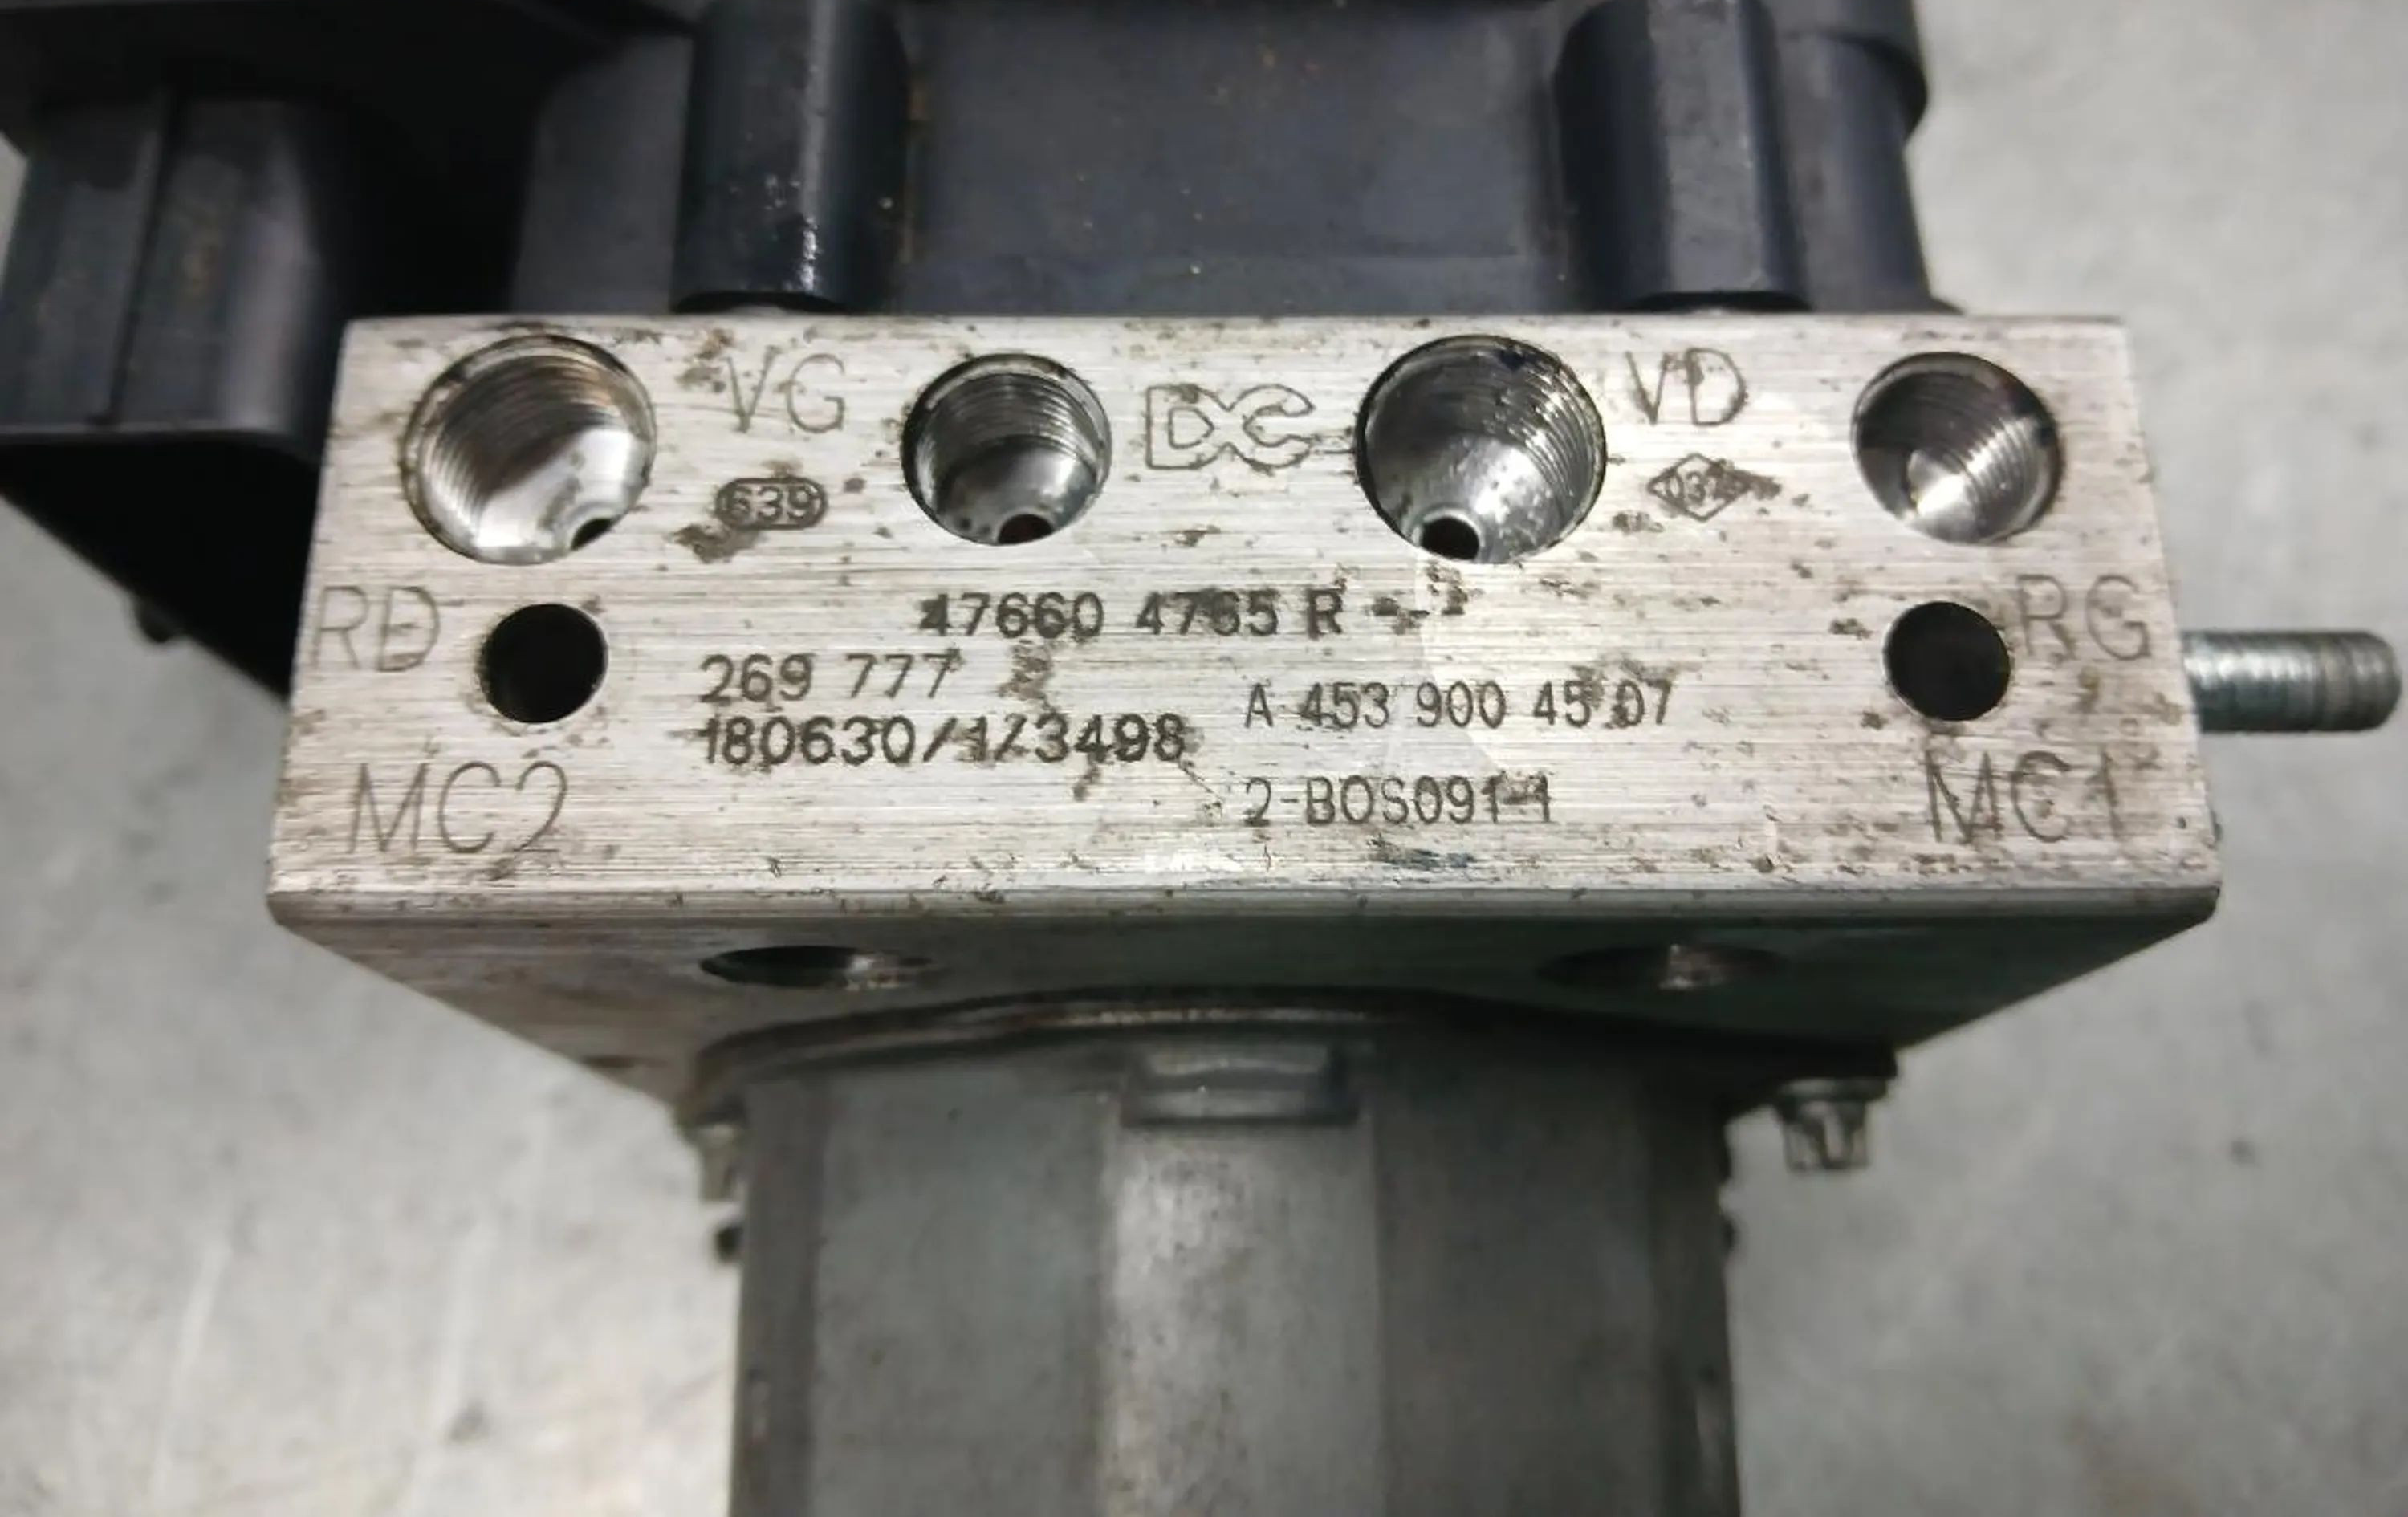 VG
DC
VD
639
RD
47660 4765 R ---
RG
269 777
A 453 900 45 07
180630/1/3498
MC2
2-BOS091-1
MC1